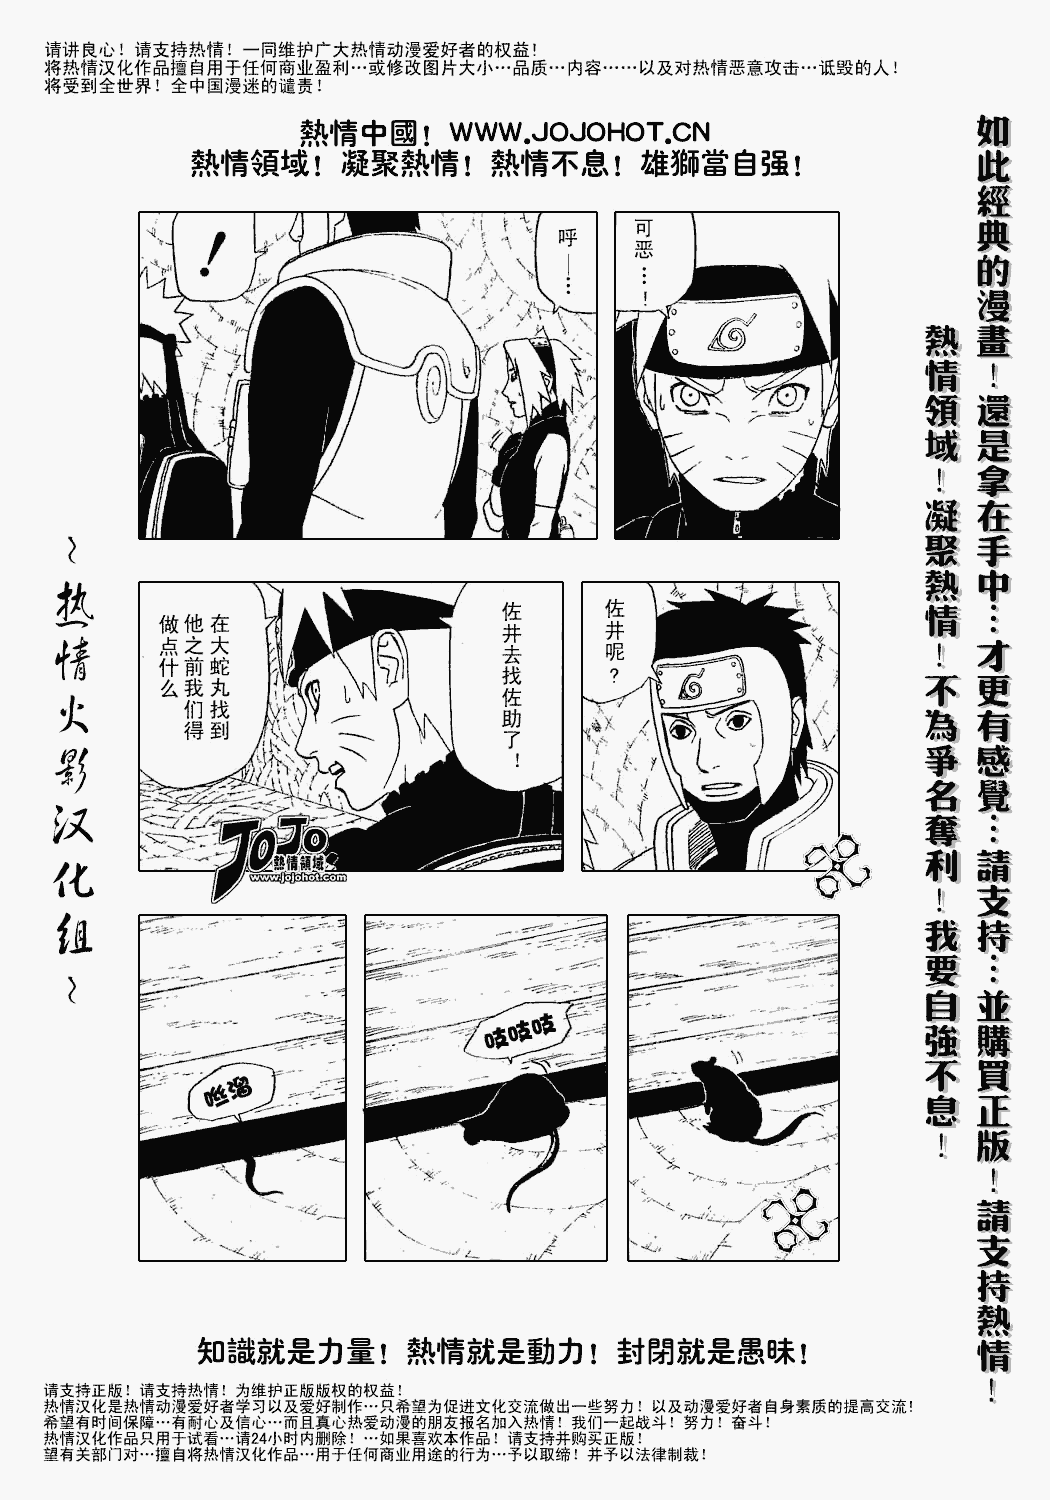 请讲良心！请支持热情！一同维护广大热情动漫爱好者的权益！
将热情汉化作品擅自用于任何商业盈利…或修改图片大小…品质…内容……以及对热情恶意攻击…诋毁的人！
将受到全世界！全中国漫迷的谴责！
熱情中國！WWW.JOJOHOT.CN
熱情領域！凝聚熱情！熱情不息！雄獅當自强！
如此經典的漫畫！還是拿在手中…才更有感覺…請支持…並購買正版！請支持熱情！
熱情領域！凝聚熱情！不為爭名奪利！我要自強不息！
～热情火影汉化组～
可恶…！
呼——…
！
佐井呢？
佐井去找佐助了！
在大蛇丸找到
他之前我们得
做点什么
JOJO
熱情領域
www.jojohot.com
吱吱吱
咝溜
知識就是力量！熱情就是動力！封閉就是愚昧！
请支持正版！请支持热情！为维护正版版权的权益！
热情汉化是热情动漫爱好者学习以及爱好制作…只希望为促进文化交流做出一些努力！以及动漫爱好者自身素质的提高交流！
希望有时间保障…有耐心及信心…而且真心热爱动漫的朋友报名加入热情！我们一起战斗！努力！奋斗！
热情汉化作品只用于试看…请24小时内删除！…如果喜欢本作品！请支持并购买正版！
望有关部门对…擅自将热情汉化作品…用于任何商业用途的行为…予以取缔！并予以法律制裁！